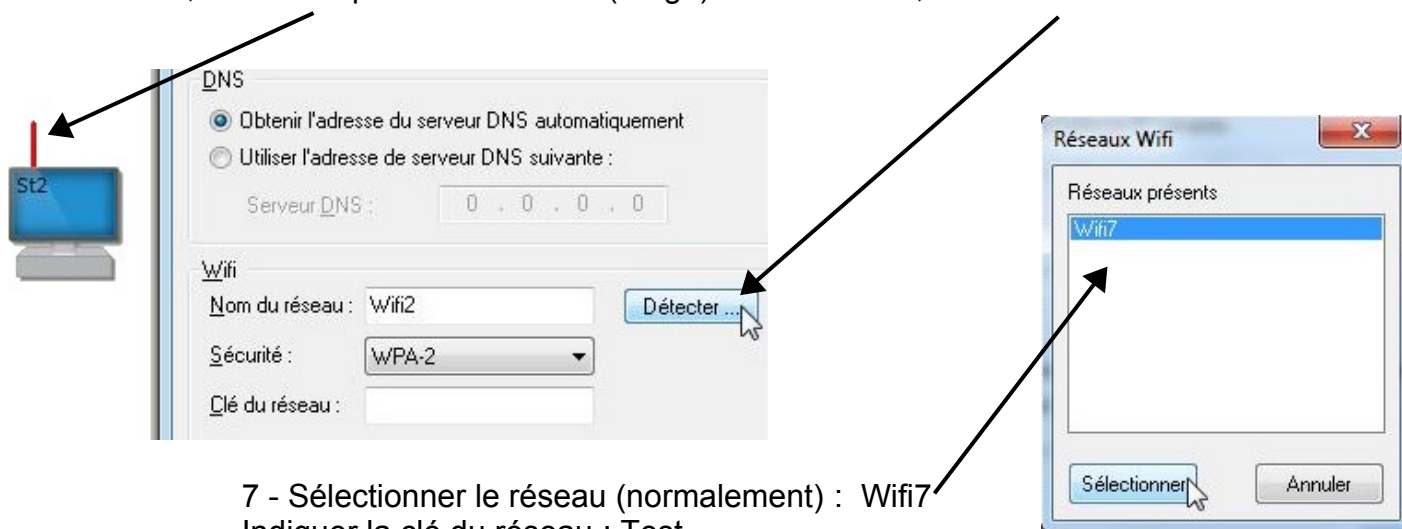 DNS
Obtenir l'adresse du serveur DNS automatiquement
Utiliser l'adresse de serveur DNS suivante :
Serveur DNS : 0 . 0 . 0 . 0
St2
Wifi
Nom du réseau : Wifi2 Détecter ...
Sécurité : WPA-2
Clé du réseau :
Réseaux Wifi
Réseaux présents
Wifi7
Sélectionner Annuler
7 - Sélectionner le réseau (normalement) : Wifi7
Indiquer la clé du réseau : Test